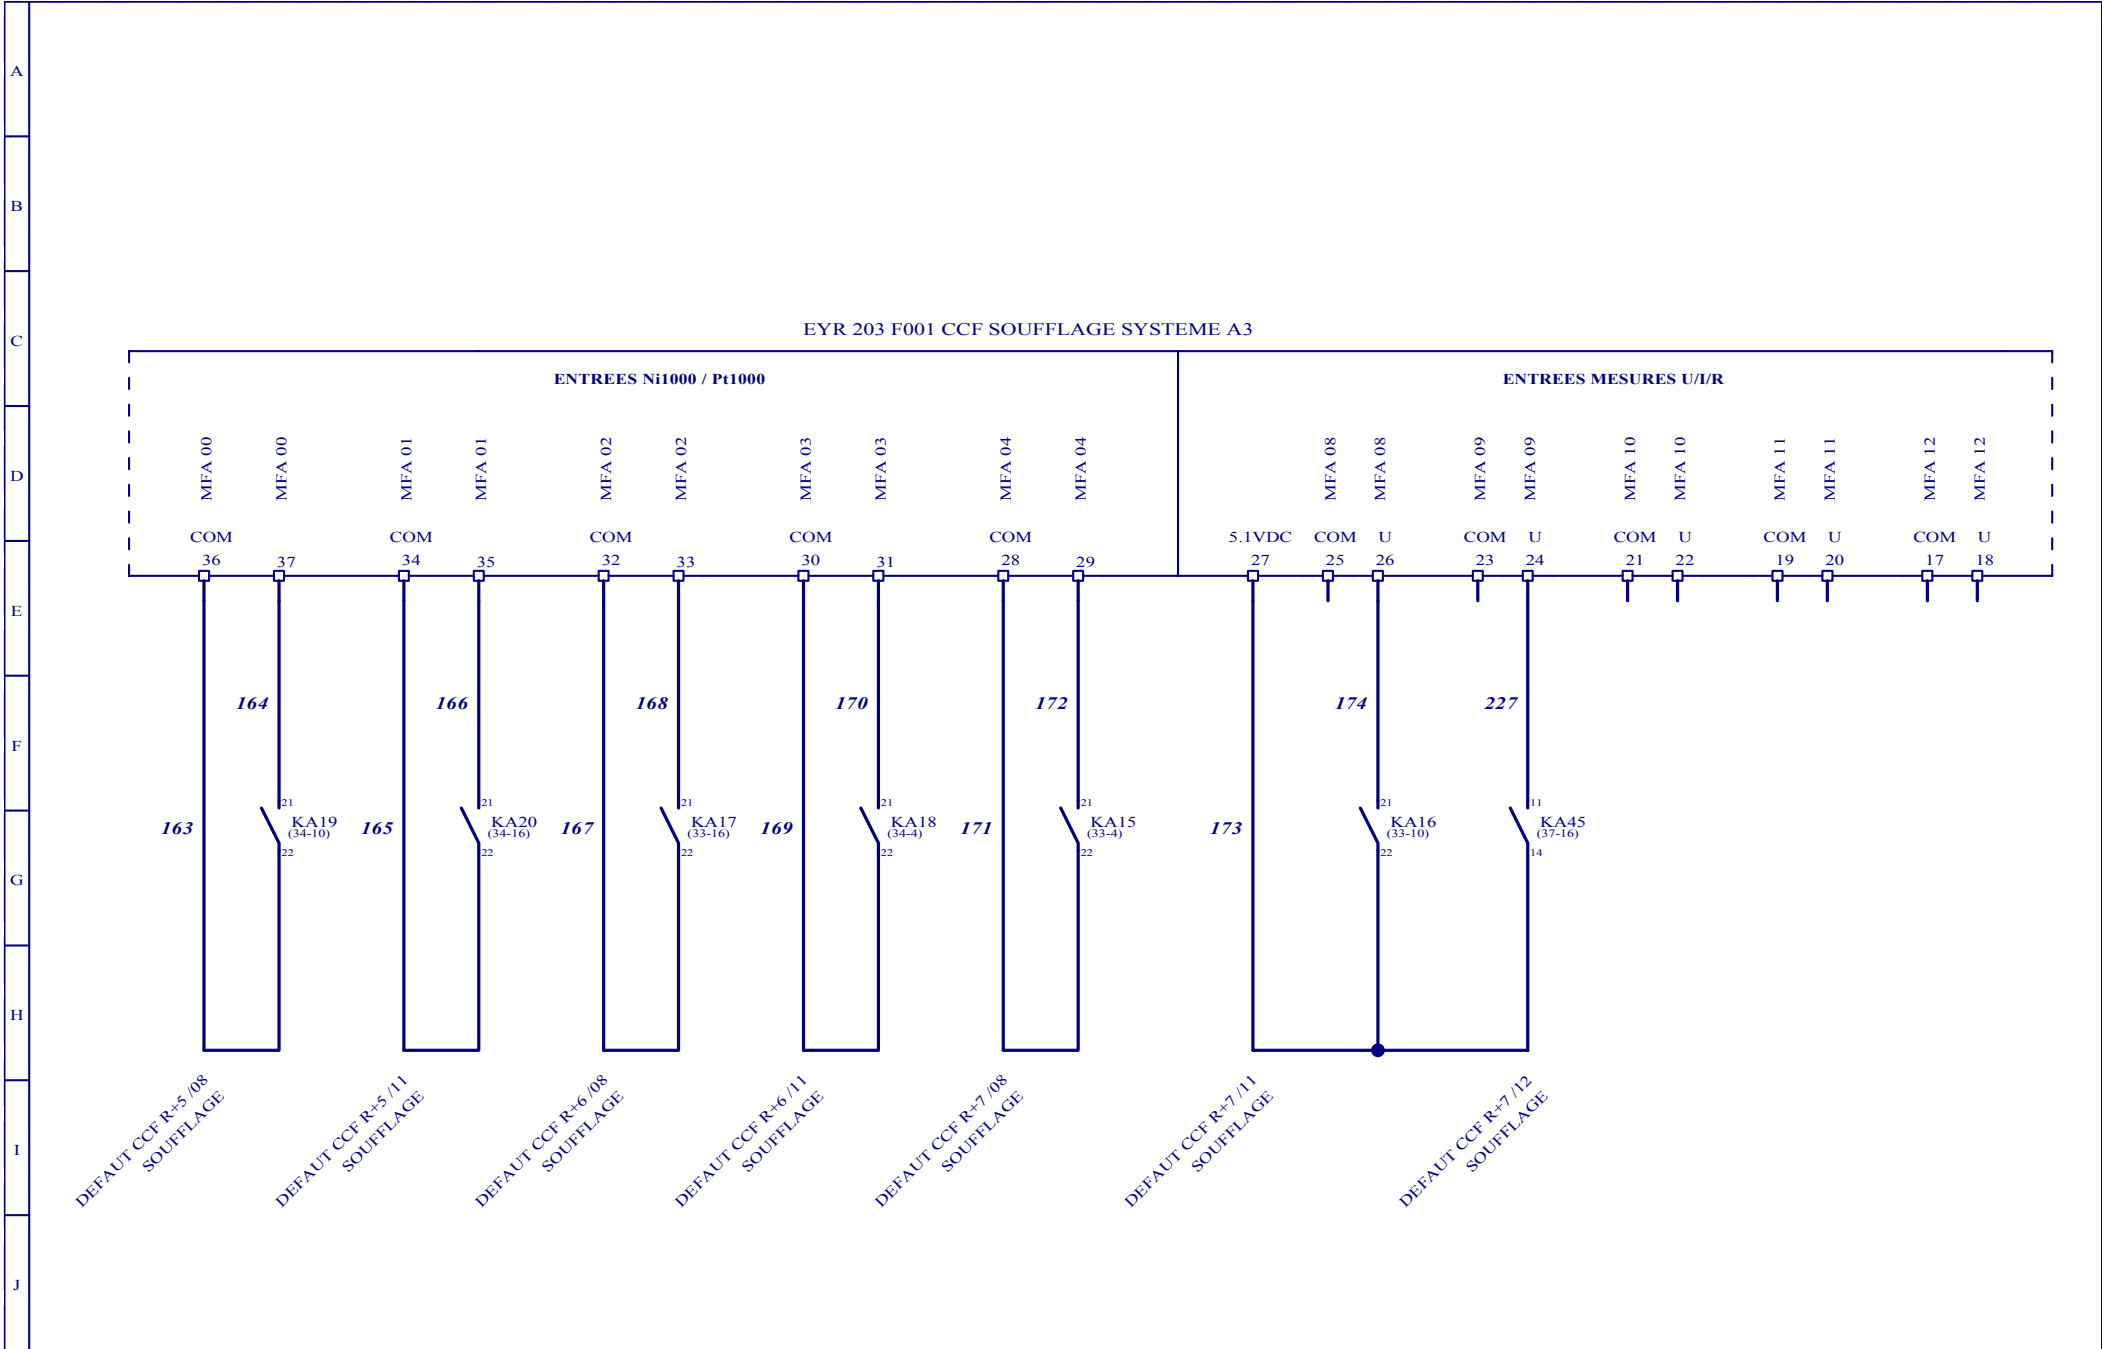 A
B
C
D
E
F
G
H
I
J
EYR 203 F001 CCF SOUFFLAGE SYSTEME A3
ENTREES Ni1000 / Pt1000
ENTREES MESURES U/I/R
MFA 00
MFA 00
MFA 01
MFA 01
MFA 02
MFA 02
MFA 03
MFA 03
MFA 04
MFA 04
MFA 08
MFA 08
MFA 09
MFA 09
MFA 10
MFA 10
MFA 11
MFA 11
MFA 12
MFA 12
COM COM COM COM COM 5.1VDC COM U COM U COM U COM U COM U
36 37 34 35 32 33 30 31 28 29 27 25 26 23 24 21 22 19 20 17 18
164 166 168 170 172 174 227
163 165 167 169 171 173
21
KA19
(34-10)
22
21
KA20
(34-16)
22
21
KA17
(33-16)
22
21
KA18
(34-4)
22
21
KA15
(33-4)
22
21
KA16
(33-10)
22
11
KA45
(37-16)
14
DEFAUT CCF R+5 /08
SOUFFLAGE
DEFAUT CCF R+5 /11
SOUFFLAGE
DEFAUT CCF R+6 /08
SOUFFLAGE
DEFAUT CCF R+6 /11
SOUFFLAGE
DEFAUT CCF R+7 /08
SOUFFLAGE
DEFAUT CCF R+7 /11
SOUFFLAGE
DEFAUT CCF R+7 /12
SOUFFLAGE